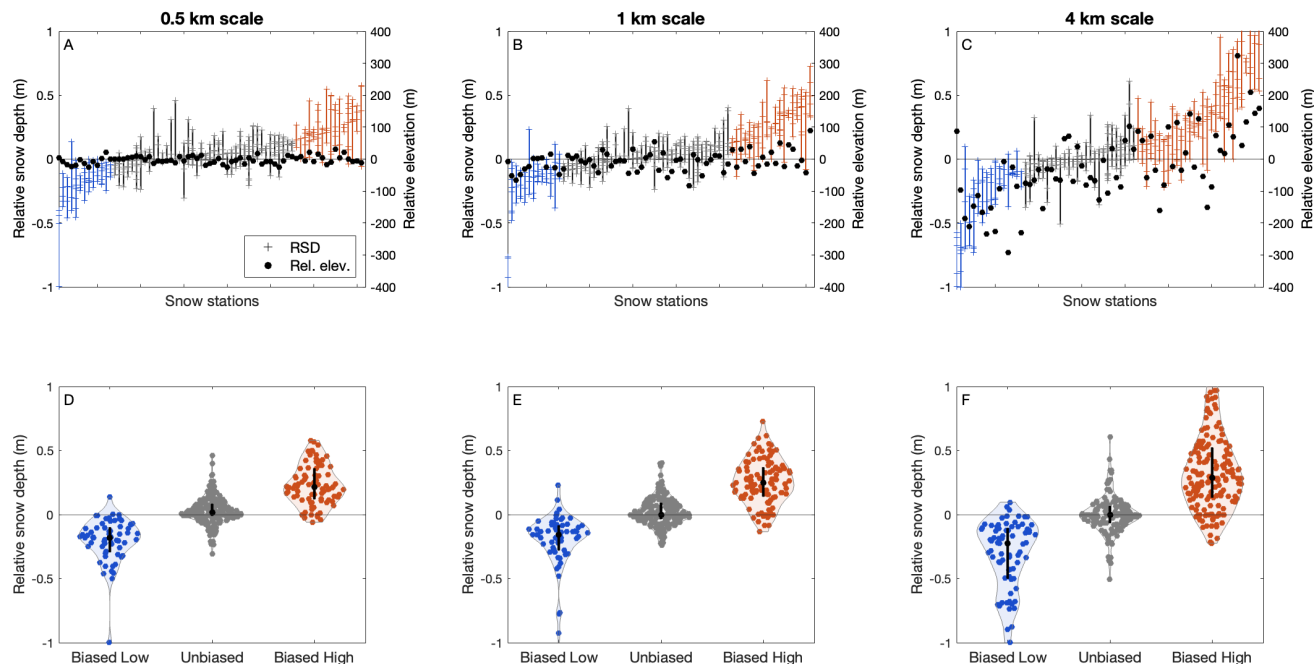 0.5 km scale
1 km scale
4 km scale
A
B
C
1
0.5
0
-0.5
-1
Relative snow depth (m)
400
300
200
100
0
-100
-200
-300
-400
Relative elevation (m)
RSD
Rel. elev.
Snow stations
1
0.5
0
-0.5
-1
Relative snow depth (m)
400
300
200
100
0
-100
-200
-300
-400
Relative elevation (m)
Snow stations
1
0.5
0
-0.5
-1
Relative snow depth (m)
400
300
200
100
0
-100
-200
-300
-400
Relative elevation (m)
Snow stations
D
1
0.5
0
-0.5
-1
Relative snow depth (m)
Biased Low Unbiased Biased High
E
1
0.5
0
-0.5
-1
Relative snow depth (m)
Biased Low Unbiased Biased High
F
1
0.5
0
-0.5
-1
Relative snow depth (m)
Biased Low Unbiased Biased High